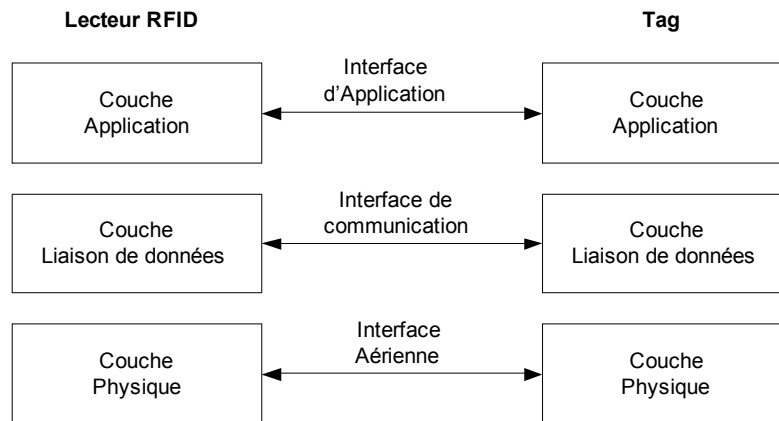 Lecteur RFID
Tag
Couche
Application
Interface
d'Application
Couche
Application
Couche
Liaison de données
Interface de
communication
Couche
Liaison de données
Couche
Physique
Interface
Aérienne
Couche
Physique